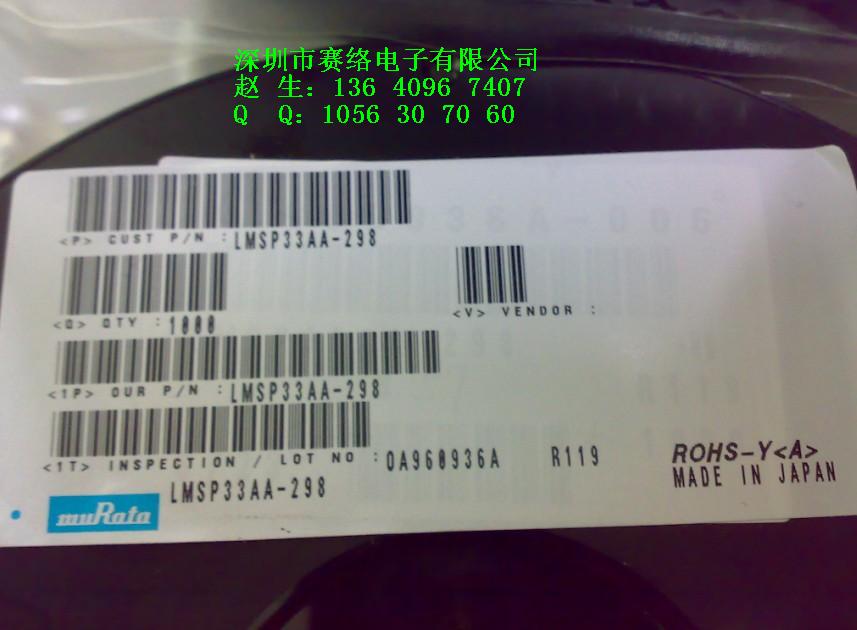 深圳市赛络电子有限公司
赵 生：136 4096 7407
Q Q：1056 30 70 60
<P> CUST P/N :LMSP33AA-298
<Q> QTY :1000
<V> VENDOR :
<1P> OUR P/N :LMSP33AA-298
<1T> INSPECTION / LOT NO :0A960936A R119
ROHS-Y<A>
LMSP33AA-298
MADE IN JAPAN
muRata